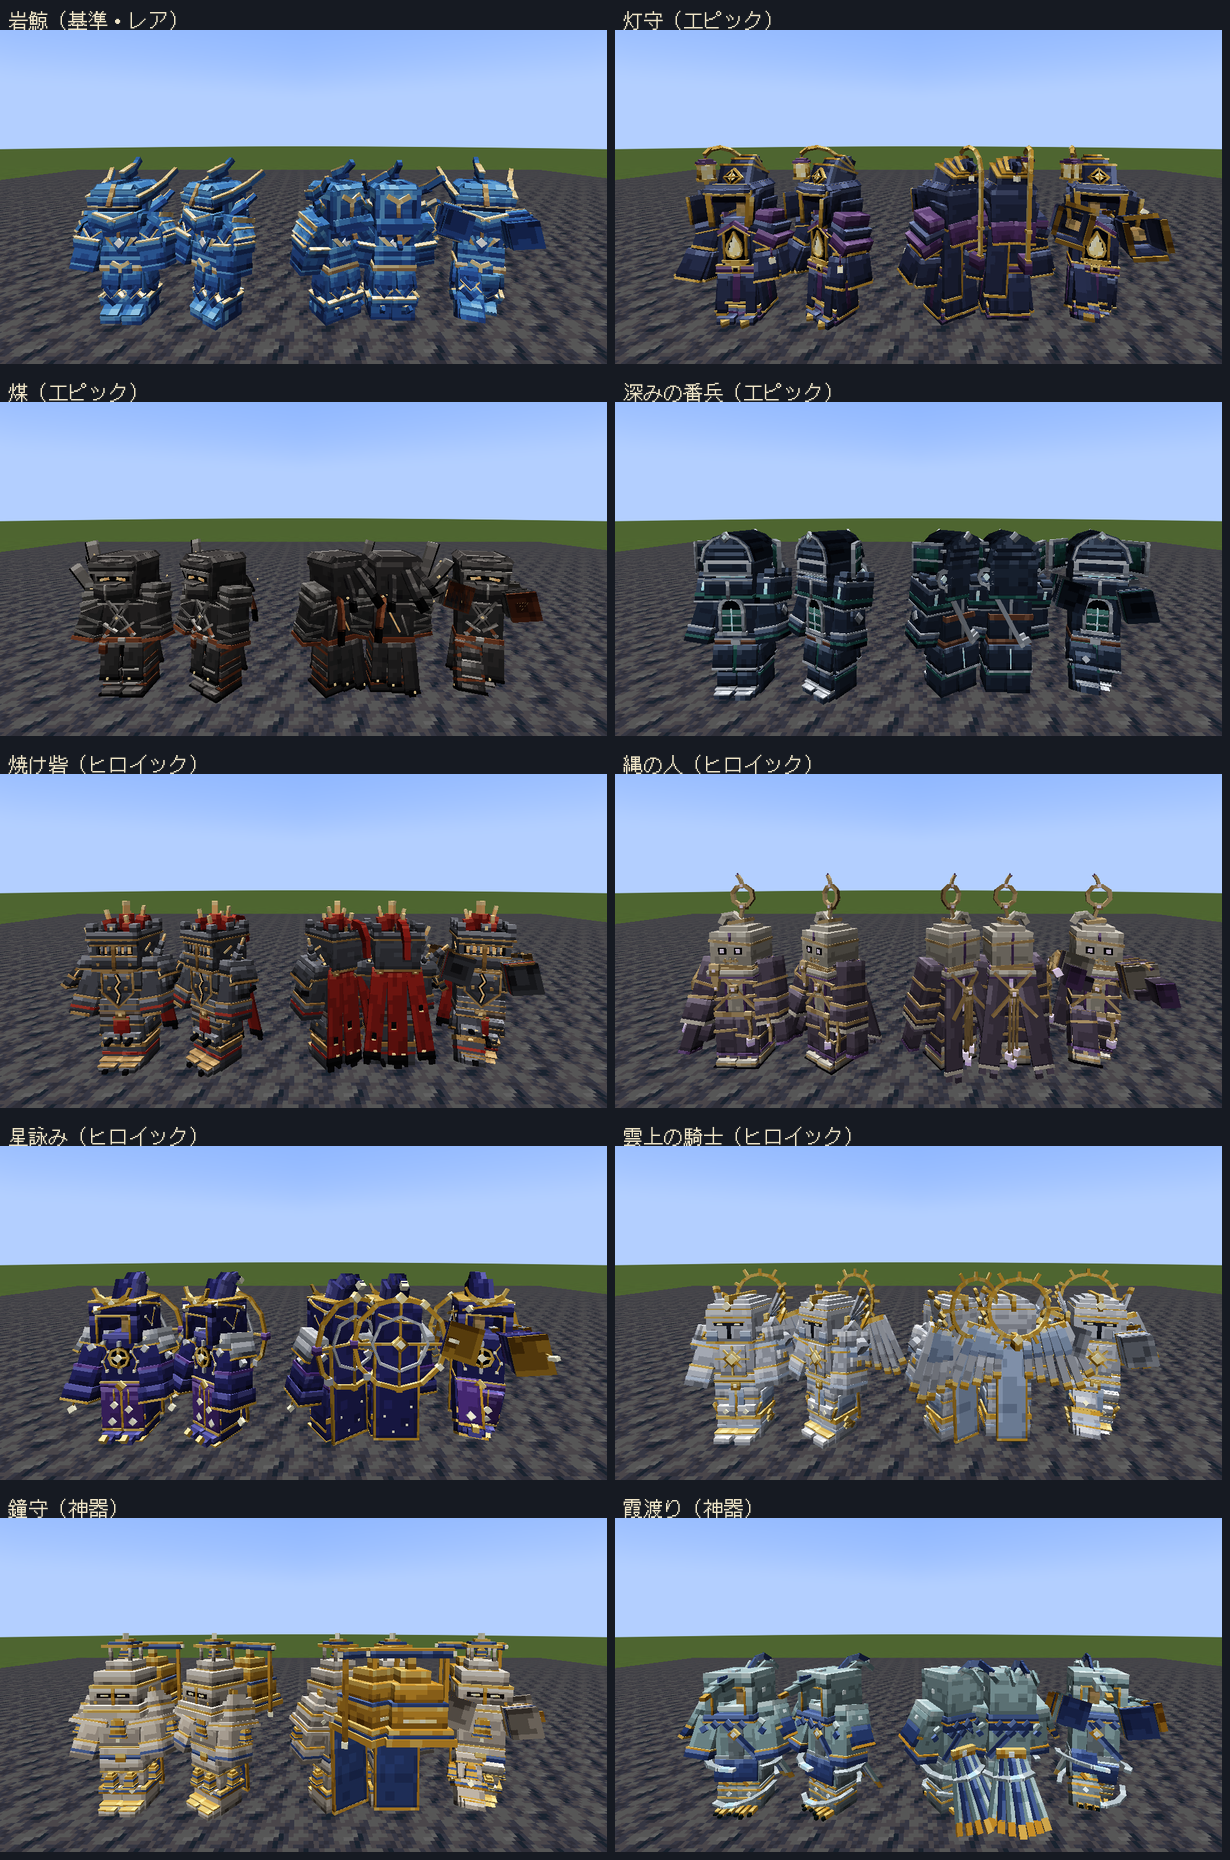 岩鯨（基準・レア）
灯守（エピック）
煤（エピック）
深みの番兵（エピック）
焼け砦（ヒロイック）
縄の人（ヒロイック）
星詠み（ヒロイック）
雲上の騎士（ヒロイック）
鐘守（神器）
霞渡り（神器）